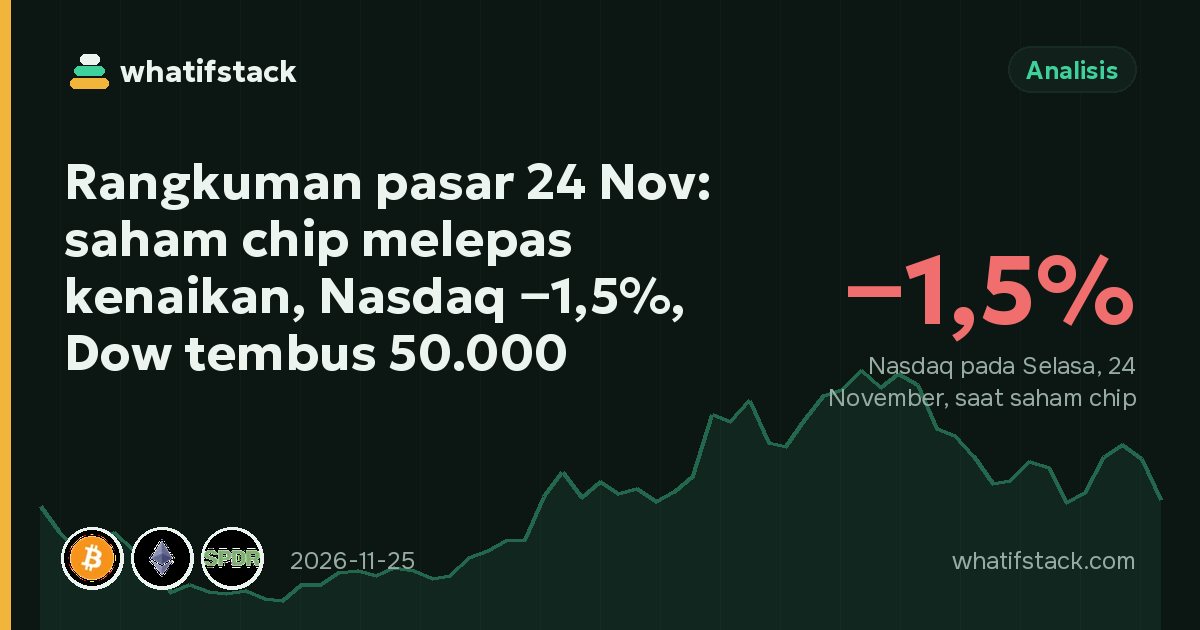 whatifstack
Analisis
Rangkuman pasar 24 Nov:
saham chip melepas
kenaikan, Nasdaq −1,5%,
Dow tembus 50.000
−1,5%
Nasdaq pada Selasa, 24
November, saat saham chip
SPDR
2026-11-25
whatifstack.com